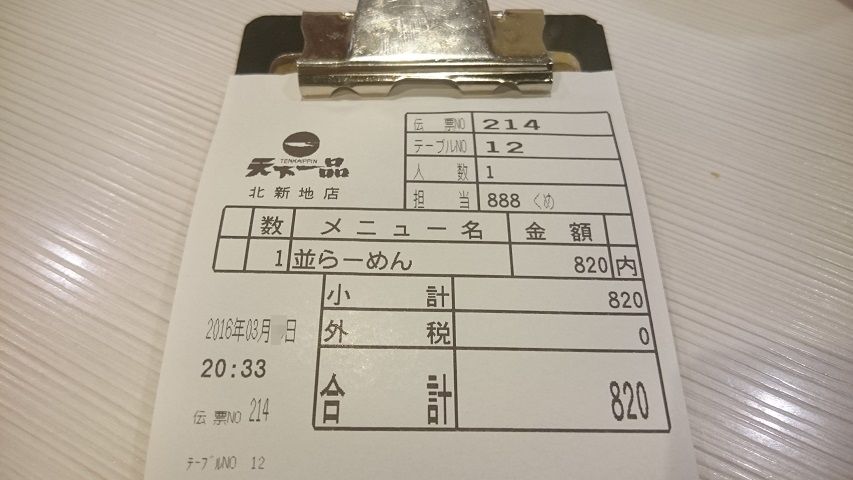 伝票NO 214
テーブルNO 12
人数 1
担当 888 くめ
TENKAIPPIN
天下一品
北新地店
数 メニュー名 金額
1 並らーめん 820 内
小計 820
外税 0
合計 820
2016年03月 日
20:33
伝票NO 214
テーブルNO 12